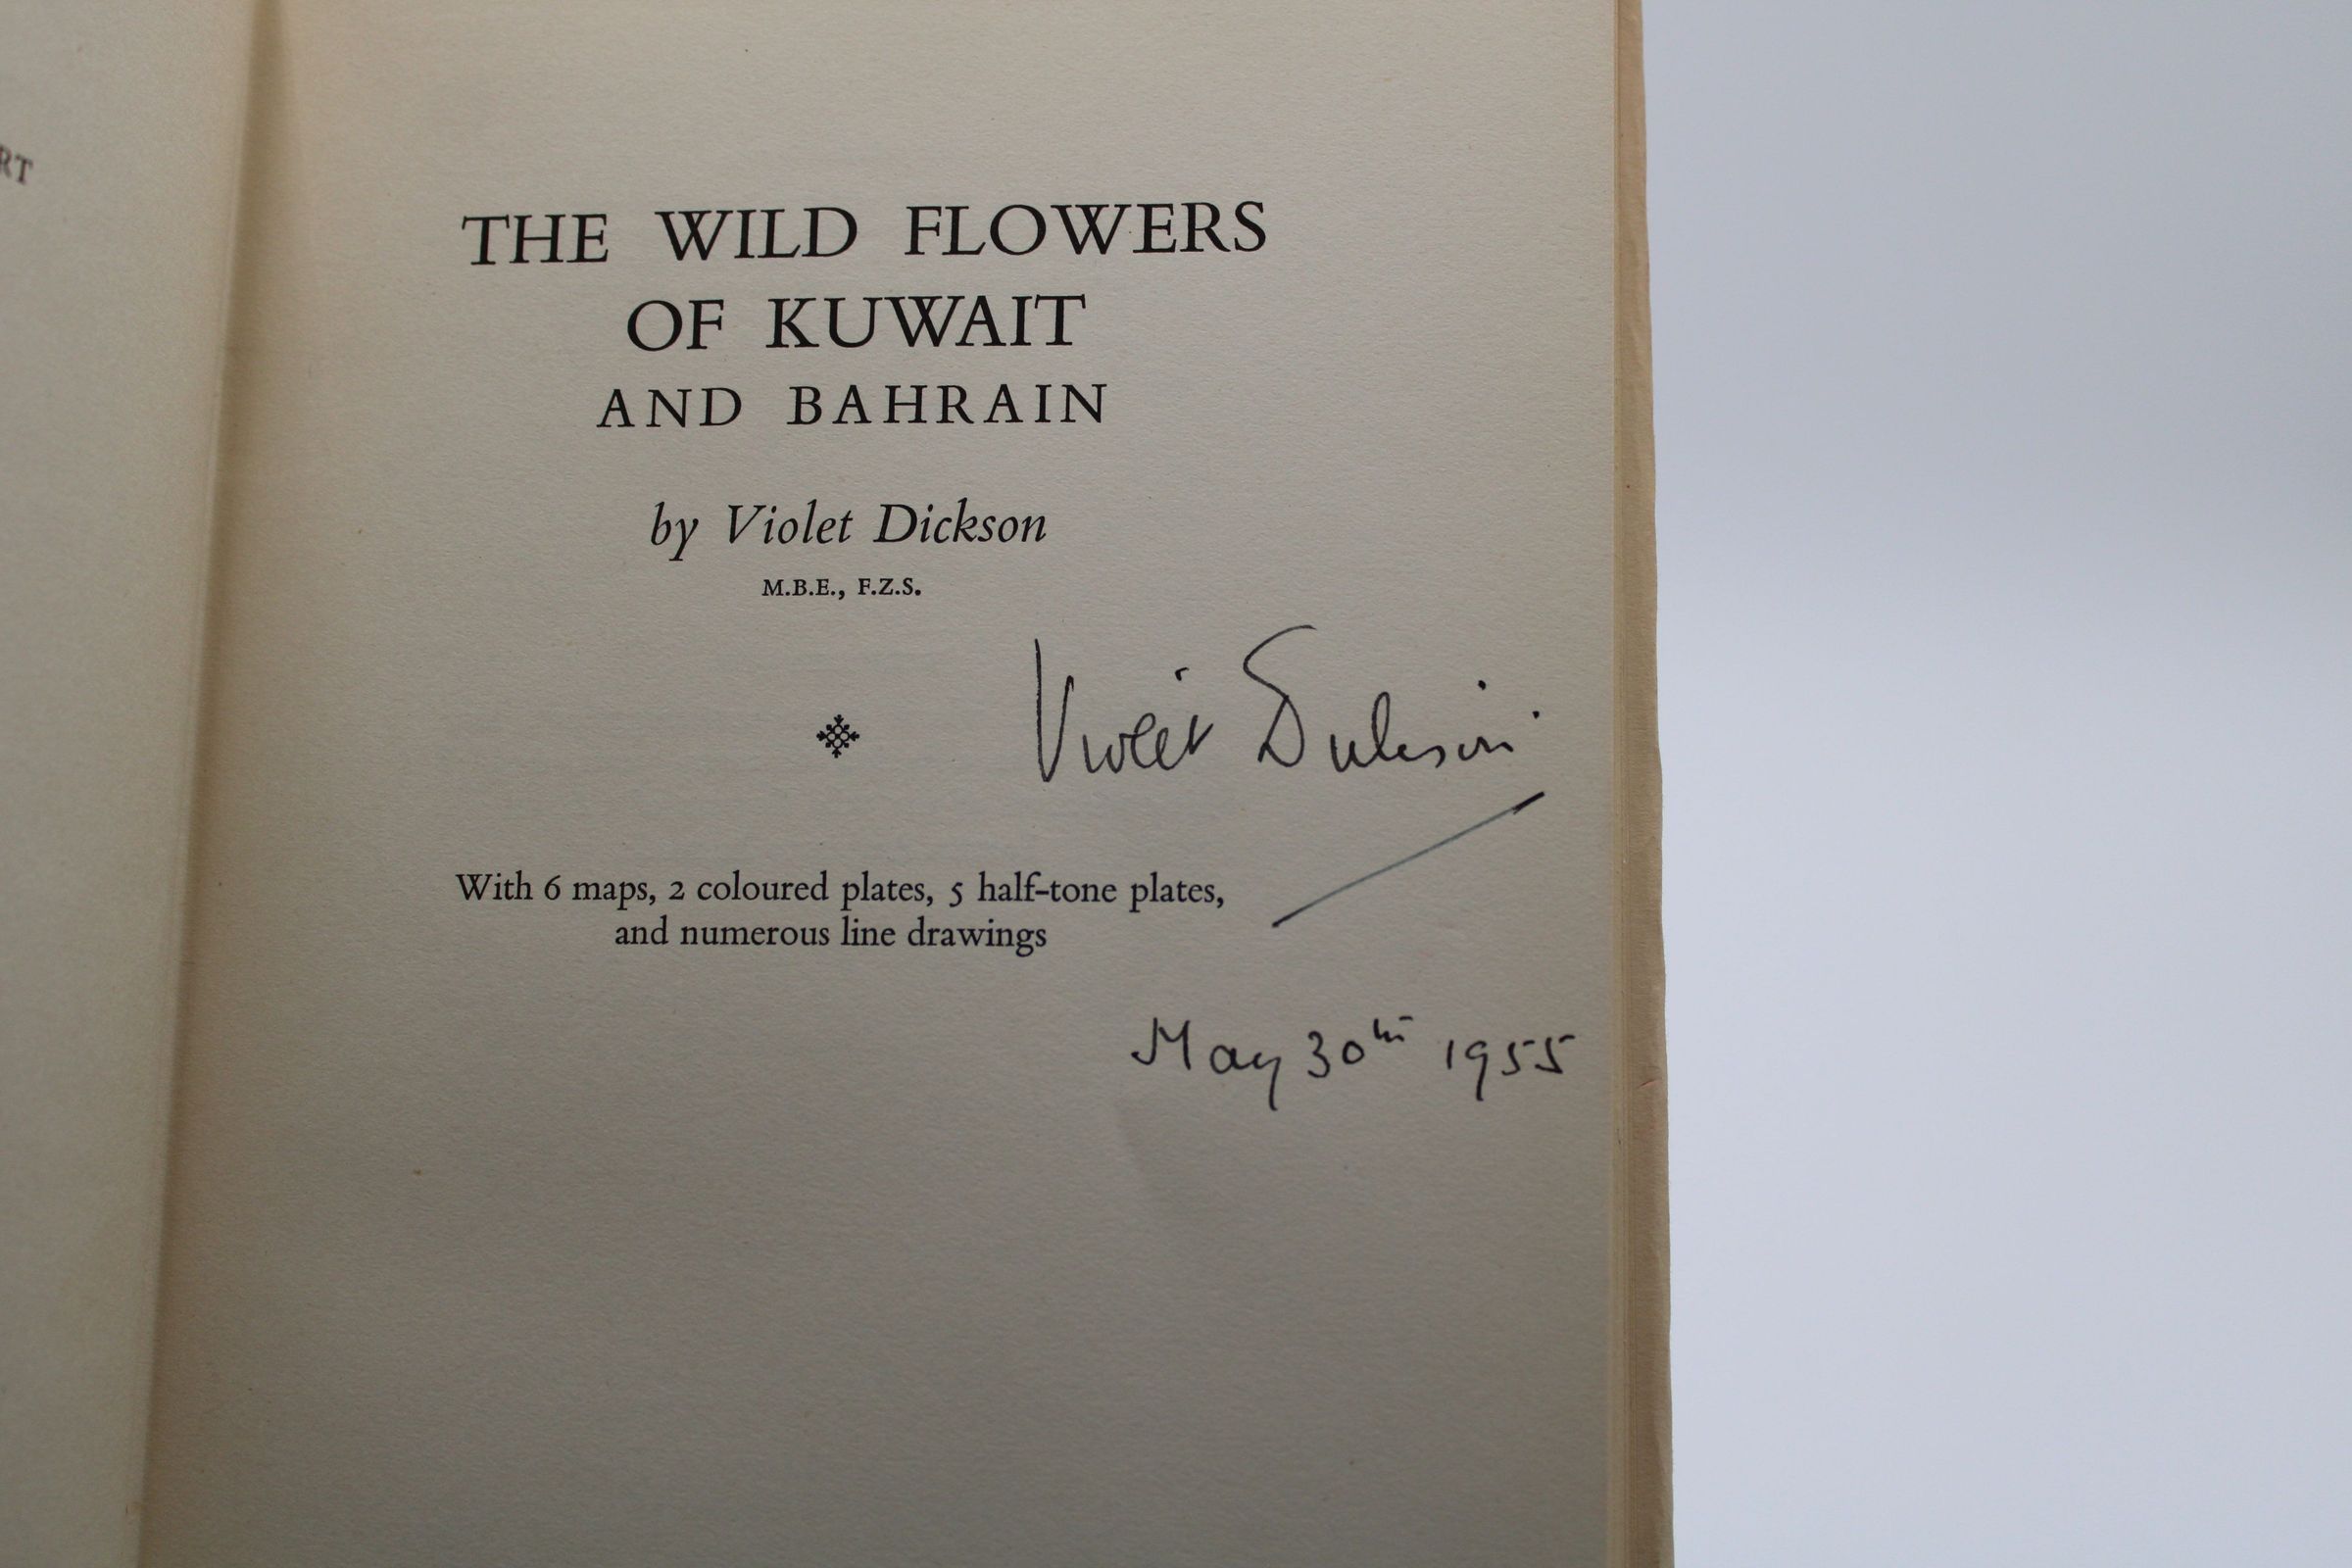 RT
THE WILD FLOWERS
OF KUWAIT
AND BAHRAIN
by Violet Dickson
M.B.E., F.Z.S.
Violet Dickson
With 6 maps, 2 coloured plates, 5 half-tone plates,
and numerous line drawings
May 30th 1955